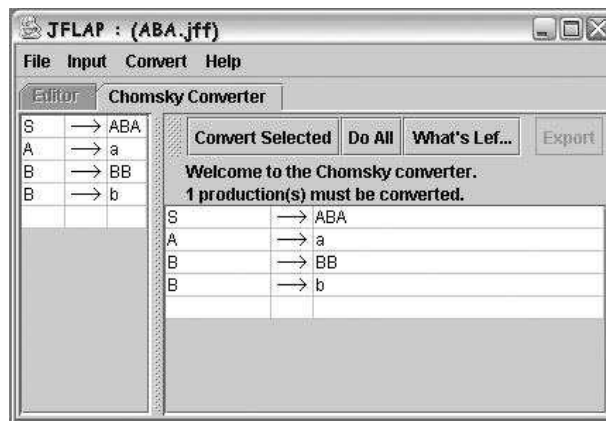 JFLAP : (ABA.jff)
File Input Convert Help
Editor Chomsky Converter
S → ABA
A → a
B → BB
B → b
Convert Selected Do All What's Lef... Export
Welcome to the Chomsky converter.
1 production(s) must be converted.
S → ABA
A → a
B → BB
B → b